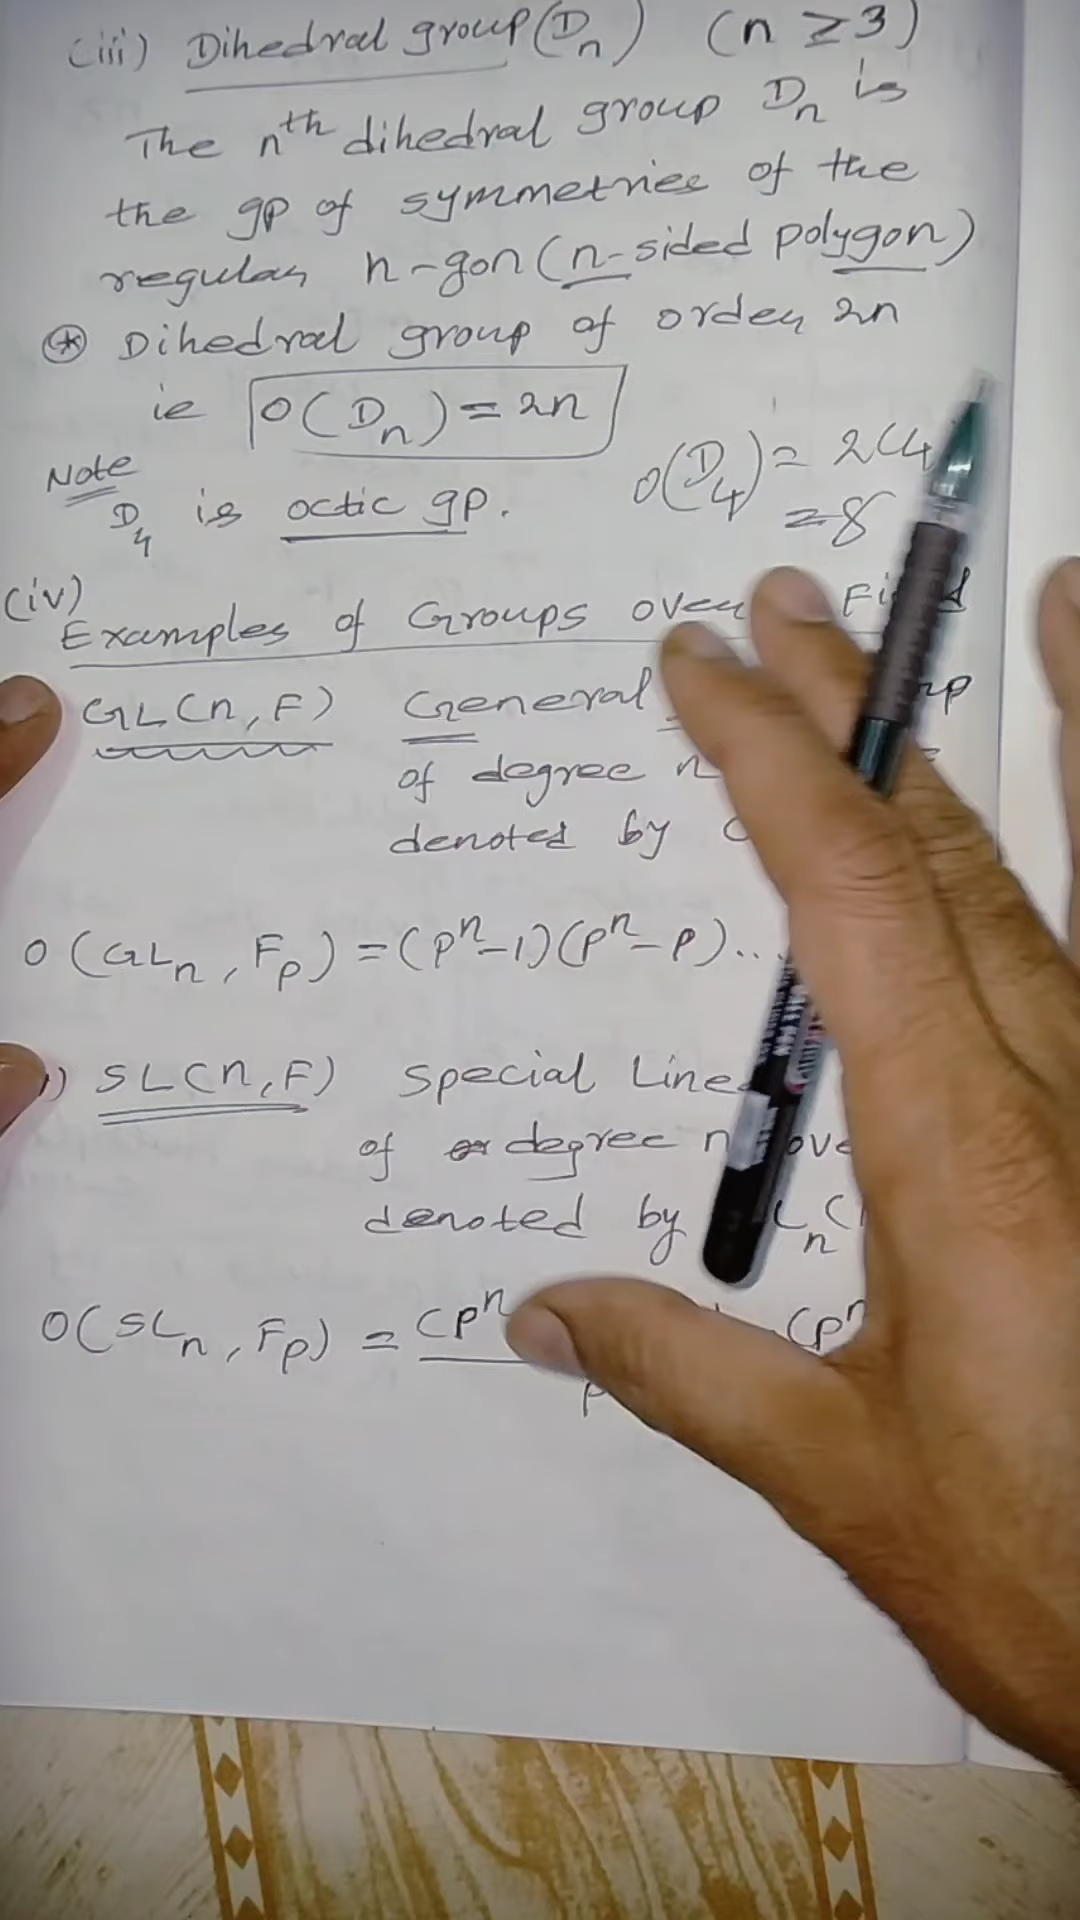 (iii) Dihedral group (Dn) (n ≥ 3)
The nth dihedral group Dn is
the gp of symmetries of the
regular n-gon (n-sided polygon)
* Dihedral group of order 2n
ie O(Dn) = 2n
Note
D4 is octic gp.
O(D4) = 2(4
= 8
(iv)
Examples of Groups over
GL(n, F) General
of degree n
denoted by
O(GLn, Fp) = (p^n-1)(p^n-p)...
SL(n, F) Special
of degree n
denoted by
O(SLn, Fp) = (p^n
(p^n
p